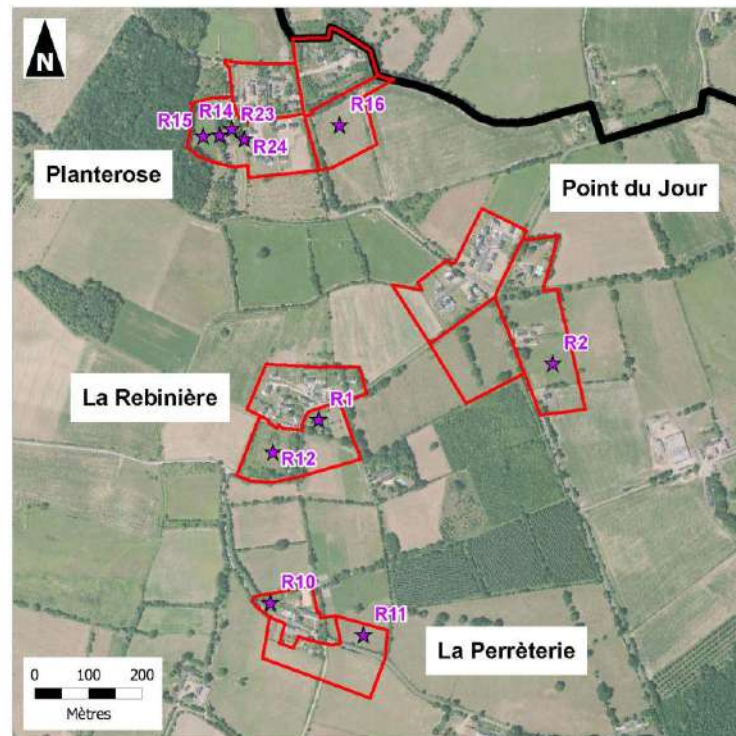 N
R14
R23
R16
R15
R24
Planterose
Point du Jour
R2
La Rebinière
R1
R12
R10
R11
La Perrèterie
0 100 200
Mètres